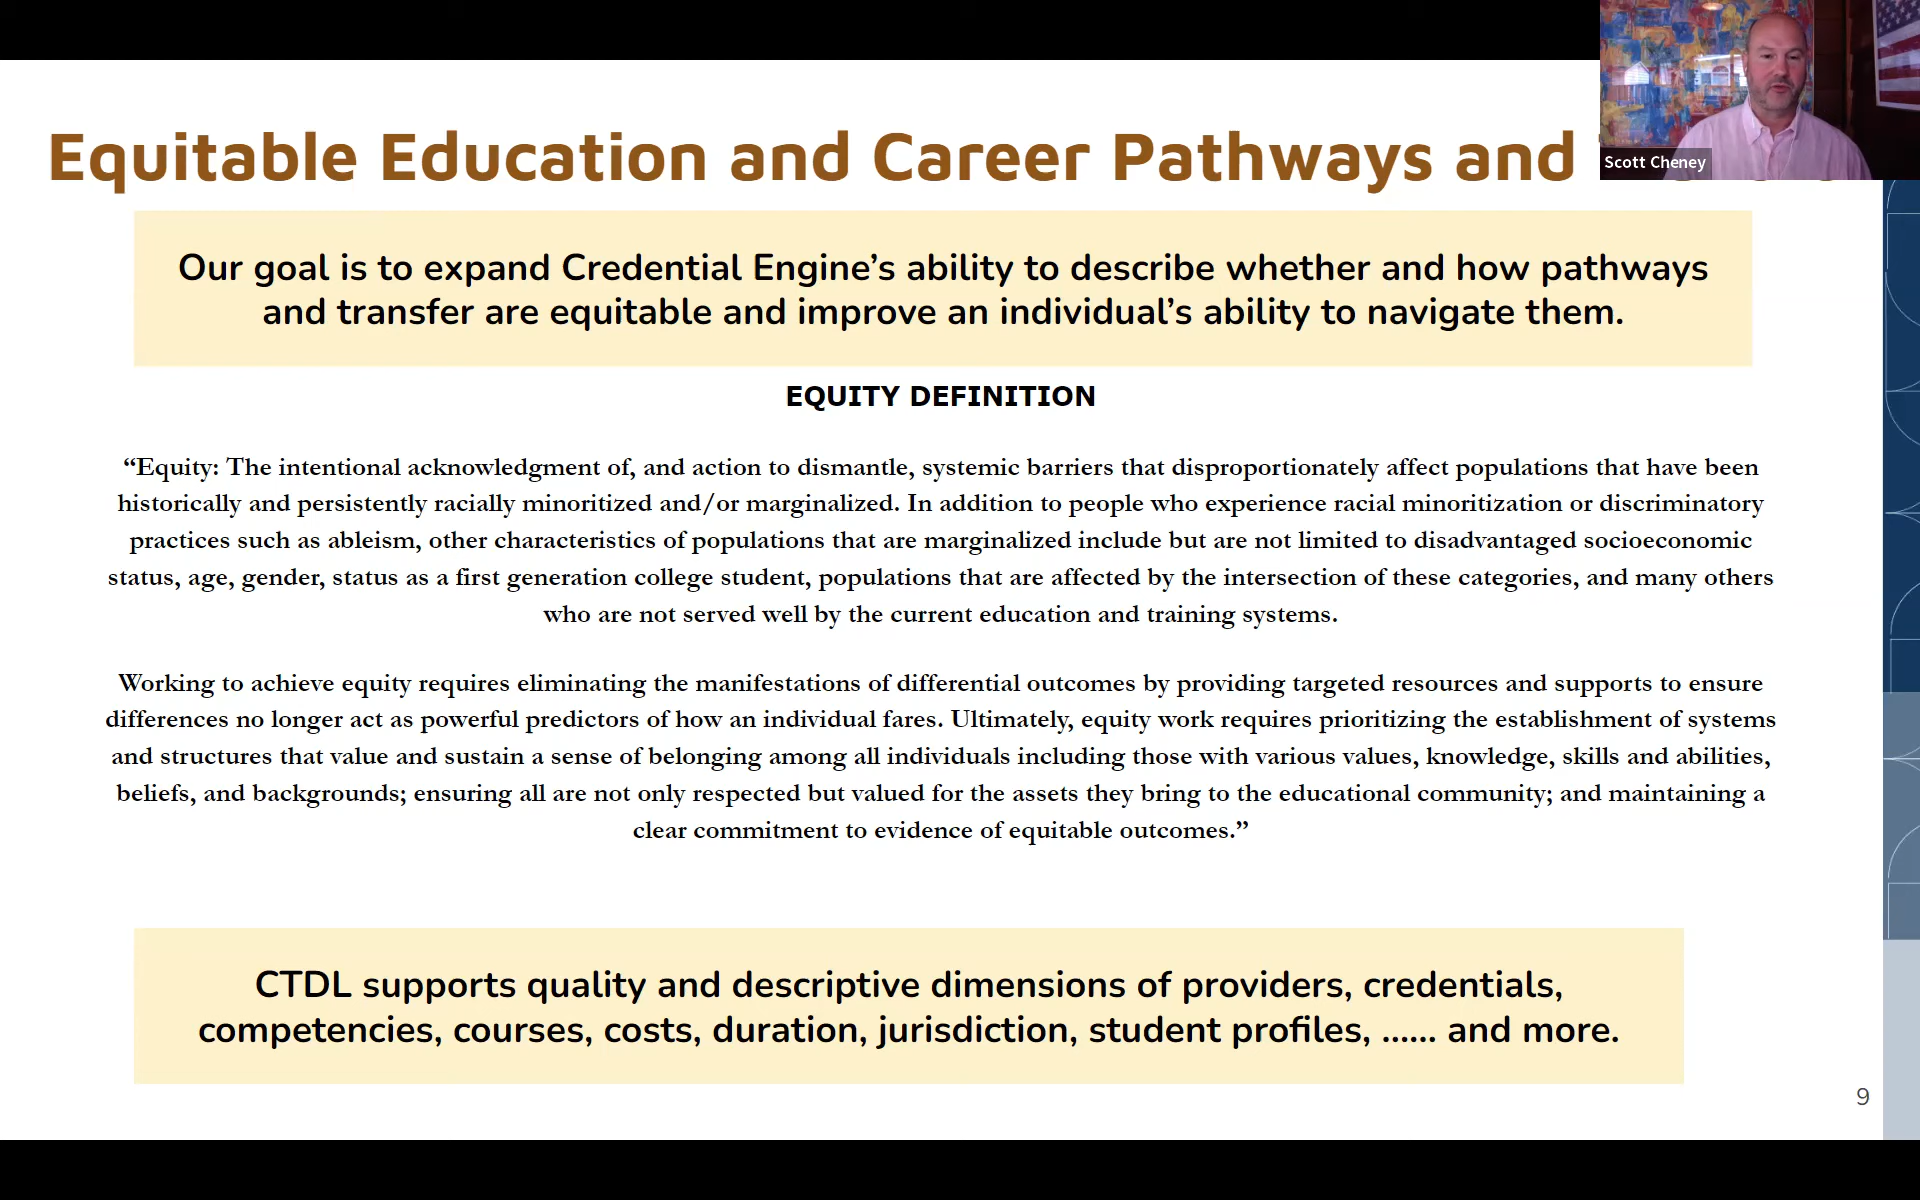 Equitable Education and Career Pathways and
Scott Cheney
Our goal is to expand Credential Engine’s ability to describe whether and how pathways
and transfer are equitable and improve an individual’s ability to navigate them.
EQUITY DEFINITION
“Equity: The intentional acknowledgment of, and action to dismantle, systemic barriers that disproportionately affect populations that have been
historically and persistently racially minoritized and/or marginalized. In addition to people who experience racial minoritization or discriminatory
practices such as ableism, other characteristics of populations that are marginalized include but are not limited to disadvantaged socioeconomic
status, age, gender, status as a first generation college student, populations that are affected by the intersection of these categories, and many others
who are not served well by the current education and training systems.
Working to achieve equity requires eliminating the manifestations of differential outcomes by providing targeted resources and supports to ensure
differences no longer act as powerful predictors of how an individual fares. Ultimately, equity work requires prioritizing the establishment of systems
and structures that value and sustain a sense of belonging among all individuals including those with various values, knowledge, skills and abilities,
beliefs, and backgrounds; ensuring all are not only respected but valued for the assets they bring to the educational community; and maintaining a
clear commitment to evidence of equitable outcomes.”
CTDL supports quality and descriptive dimensions of providers, credentials,
competencies, courses, costs, duration, jurisdiction, student profiles, …... and more.
9